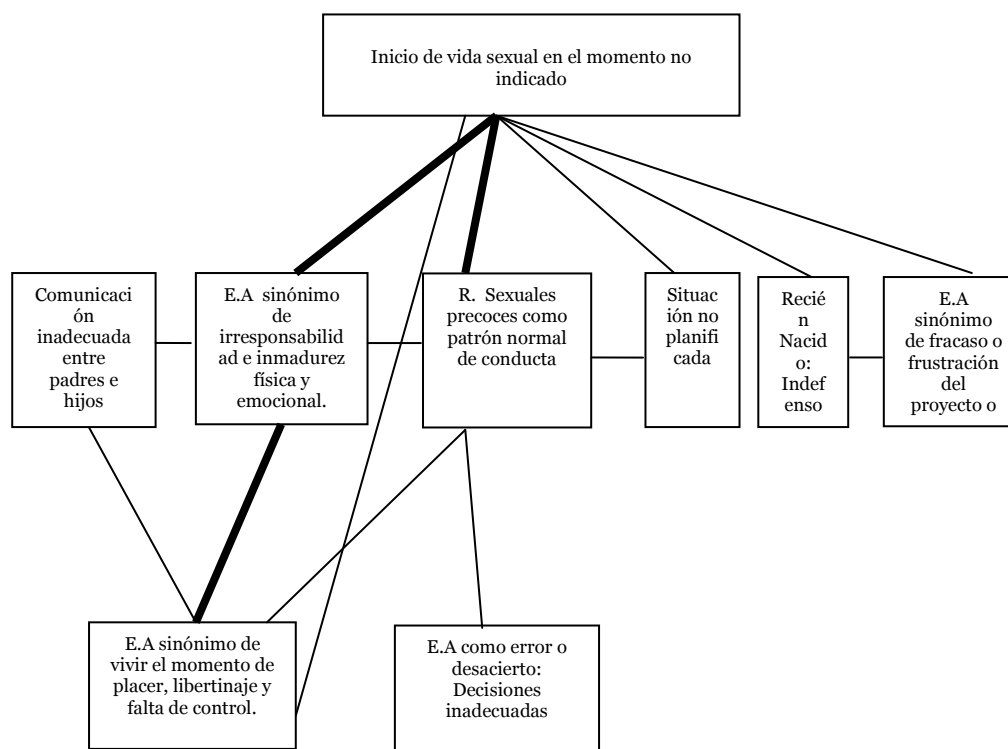 Inicio de vida sexual en el momento no
indicado
Comunicaci
ón
inadecuada
entre
padres e
hijos
E.A sinónimo
de
irresponsabilid
ad e inmadurez
física y
emocional.
R. Sexuales
precoces como
patrón normal
de conducta
Situac
ión no
planifi
cada
Recié
n
Nacid
o:
Indef
enso
E.A
sinónimo
de fracaso o
frustración
del
proyecto o
E.A sinónimo de
vivir el momento de
placer, libertinaje y
falta de control.
E.A como error o
desacierto:
Decisiones
inadecuadas